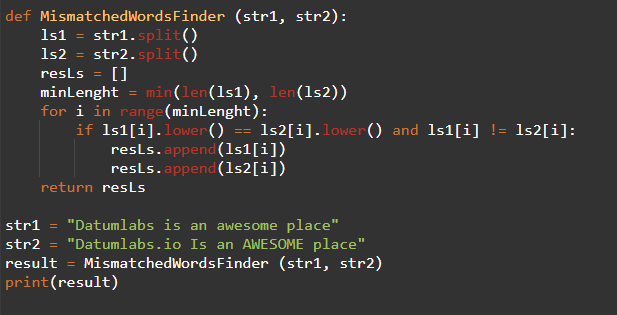 def MismatchedWordsFinder (str1, str2):
    ls1 = str1.split()
    ls2 = str2.split()
    resLs = []
    minLenght = min(len(ls1), len(ls2))
    for i in range(minLenght):
        if ls1[i].lower() == ls2[i].lower() and ls1[i] != ls2[i]:
            resLs.append(ls1[i])
            resLs.append(ls2[i])
    return resLs

str1 = "Datumlabs is an awesome place"
str2 = "Datumlabs.io Is an AWESOME place"
result = MismatchedWordsFinder (str1, str2)
print(result)